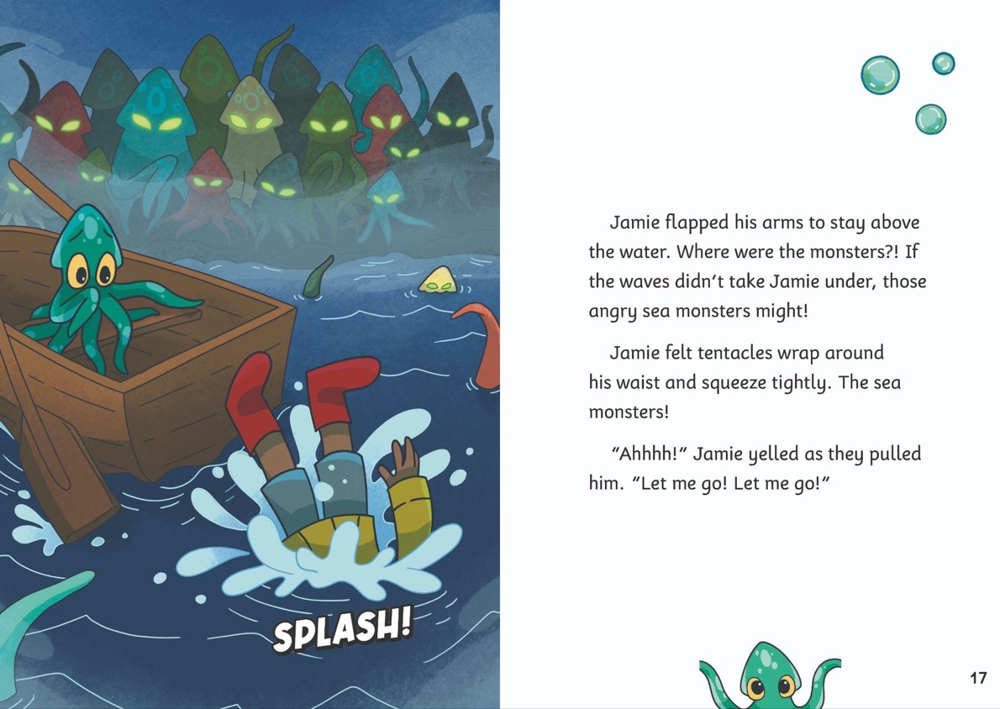 SPLASH!
Jamie flapped his arms to stay above
the water. Where were the monsters?! If
the waves didn't take Jamie under, those
angry sea monsters might!
Jamie felt tentacles wrap around
his waist and squeeze tightly. The sea
monsters!
"Ahhhh!" Jamie yelled as they pulled
him. "Let me go! Let me go!"
17